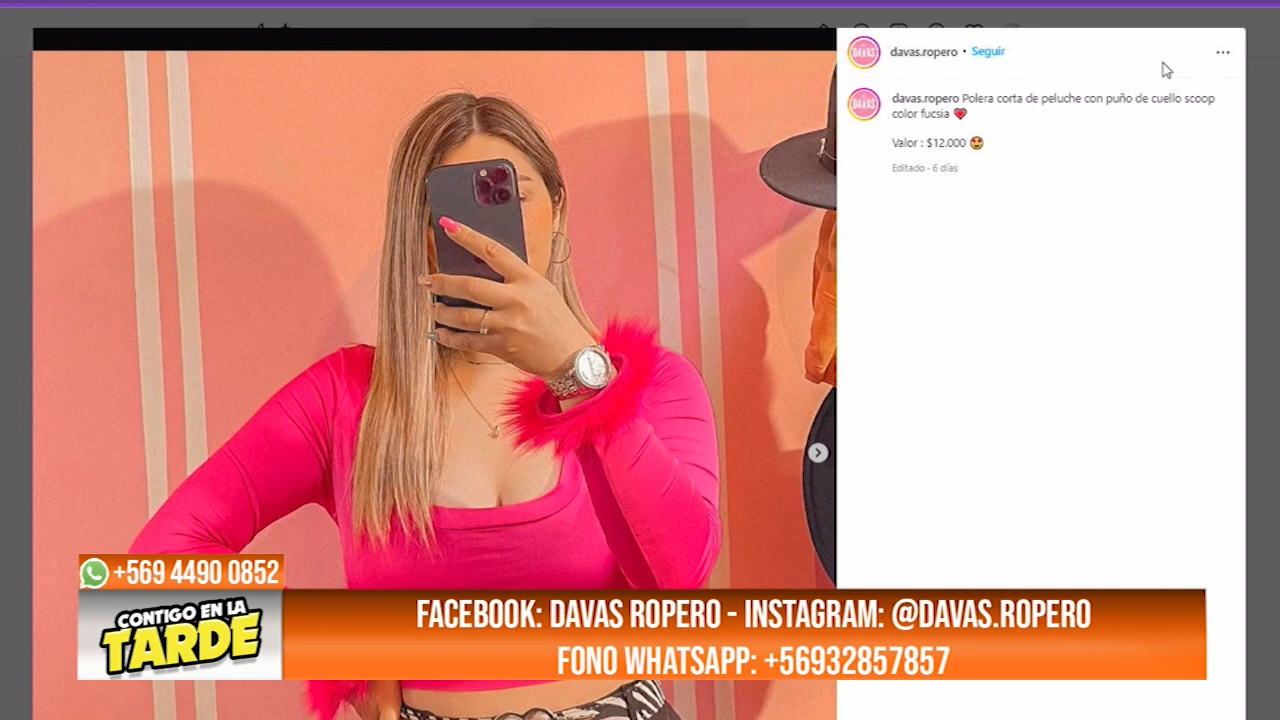 davas.ropero • Seguir
davas.ropero Polera corta de peluche con puño de cuello scoop
color fucsia
Valor : $12.000
Editado · 6 días
DAVAS
DAVAS
+569 4490 0852
CONTIGO EN LA
TARDE
FACEBOOK: DAVAS ROPERO - INSTAGRAM: @DAVAS.ROPERO
FONO WHATSAPP: +56932857857